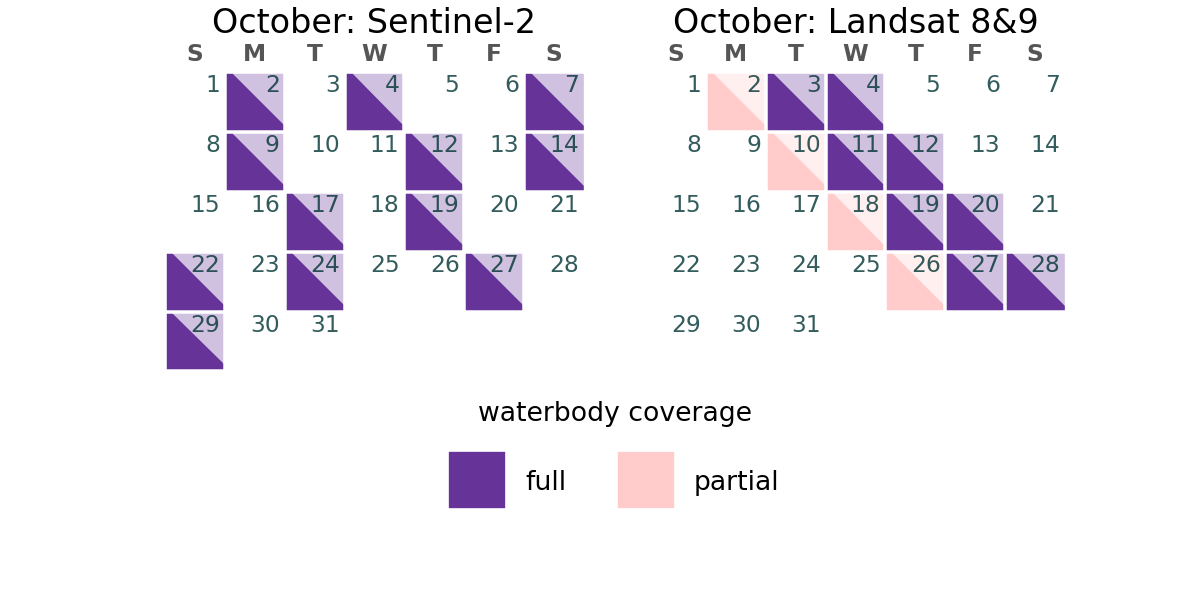 October: Sentinel-2
S M T W T F S
1 2 3 4 5 6 7
8 9 10 11 12 13 14
15 16 17 18 19 20 21
22 23 24 25 26 27 28
29 30 31
October: Landsat 8&9
S M T W T F S
1 2 3 4 5 6 7
8 9 10 11 12 13 14
15 16 17 18 19 20 21
22 23 24 25 26 27 28
29 30 31
waterbody coverage
full partial